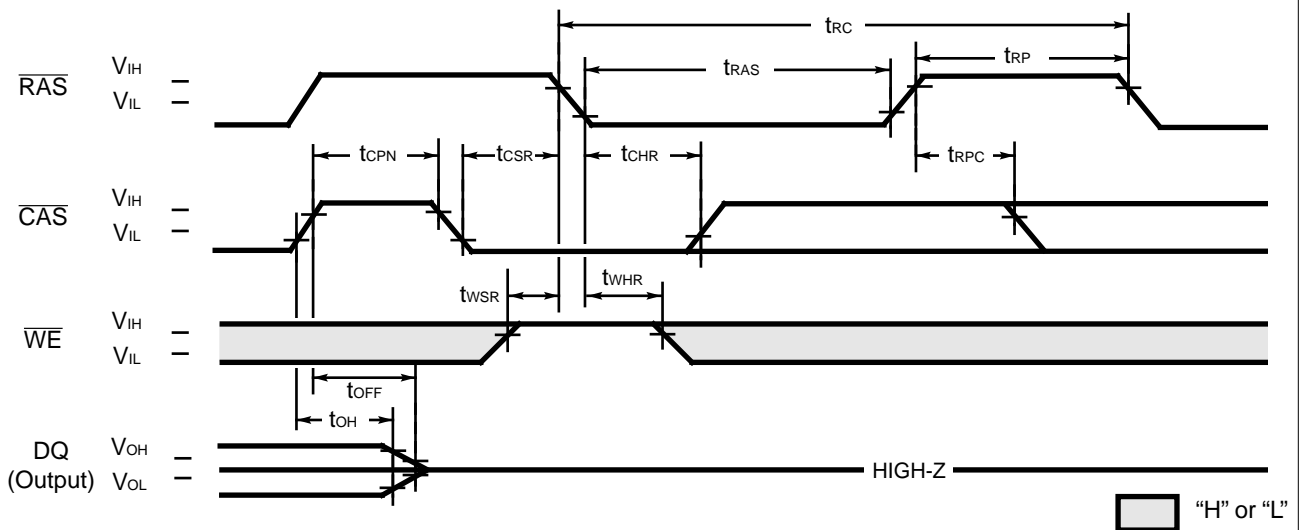 tRC
tRAS
tRP
RAS
VIH
VIL
tCPN
tCSR
tCHR
tRPC
CAS
VIH
VIL
tWSR
tWHR
WE
VIH
VIL
tOFF
tOH
DQ
(Output)
VOH
VOL
HIGH-Z
“H” or “L”